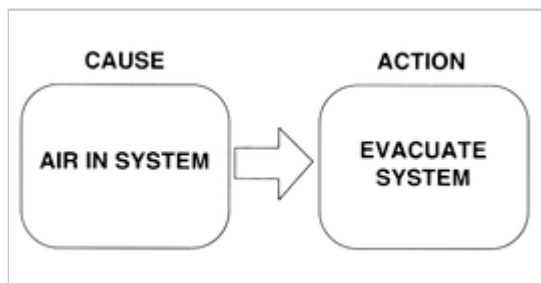 CAUSE
ACTION
AIR IN SYSTEM
EVACUATE
SYSTEM